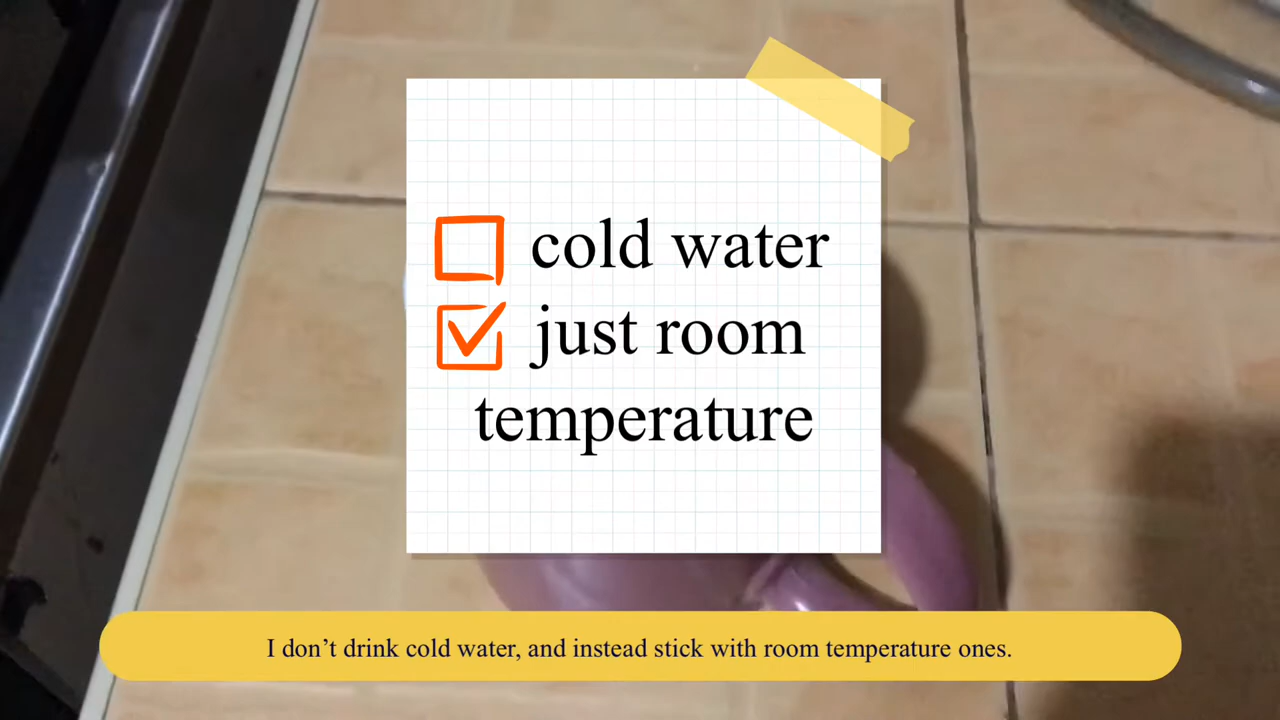 cold water
just room
temperature
I don’t drink cold water, and instead stick with room temperature ones.